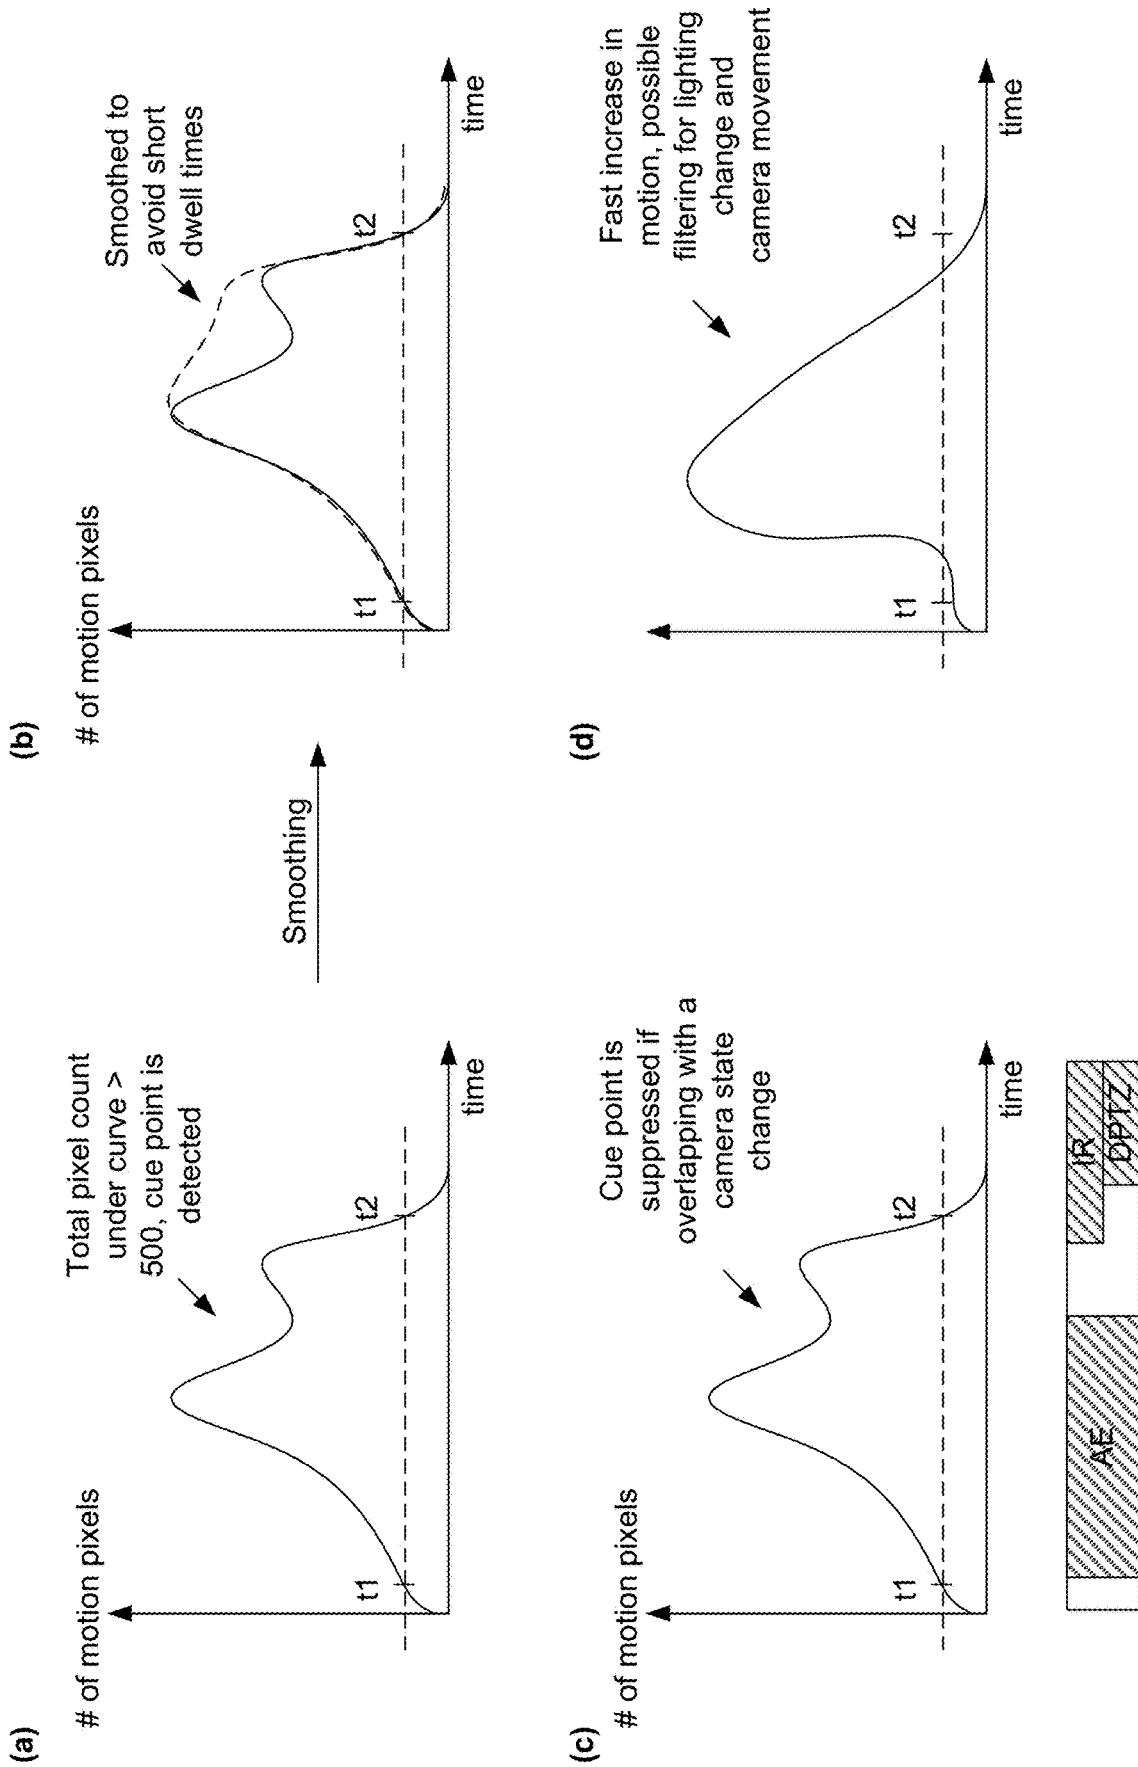 (a)
# of motion pixels
Total pixel count
under curve >
500, cue point is
detected
t1
t2
time
Smoothing
(b)
# of motion pixels
Smoothed to
avoid short
dwell times
t1
t2
time
(c)
# of motion pixels
Cue point is
suppressed if
overlapping with a
camera state
change
t1
t2
time
AE
IR
DPTZ
(d)
Fast increase in
motion, possible
filtering for lighting
change and
camera movement
t1
t2
time